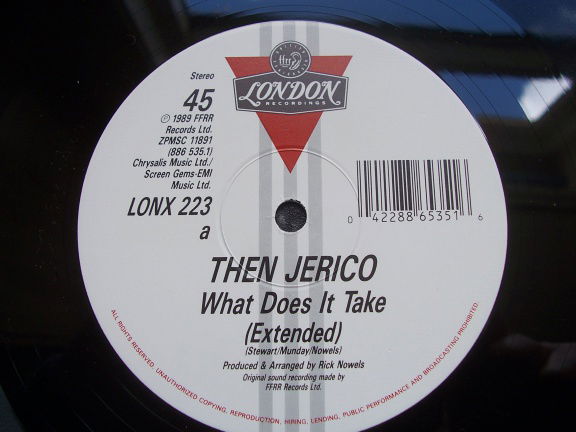 ffrr
LONDON
RECORDINGS
Stereo
45
℗ 1989 FFRR
Records Ltd.
ZPMSC 11891
(886 535.1)
Chrysalis Music Ltd./
Screen Gems-EMI
Music Ltd.
LONX 223
a
0 42288 65351 6
THEN JERICO
What Does It Take
(Extended)
(Stewart/Munday/Nowels)
Produced & Arranged by Rick Nowels
Original sound recording made by
FFRR Records Ltd.
ALL RIGHTS RESERVED. UNAUTHORIZED COPYING, REPRODUCTION, HIRING, LENDING, PUBLIC PERFORMANCE AND BROADCASTING PROHIBITED.